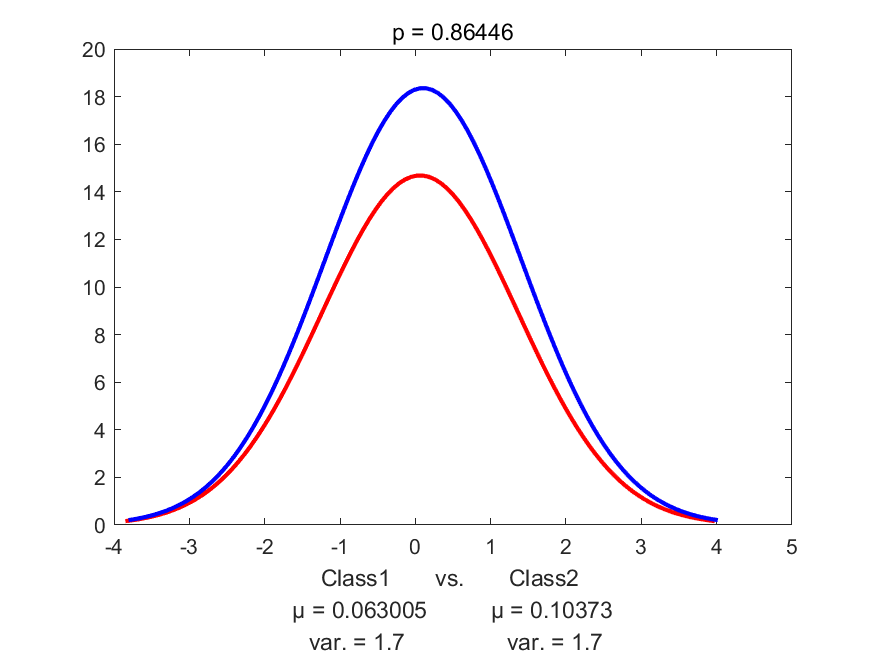 p = 0.86446
20
18
16
14
12
10
8
6
4
2
0
-4 -3 -2 -1 0 1 2 3 4 5
Class1 vs. Class2
μ = 0.063005 μ = 0.10373
var. = 1.7 var. = 1.7